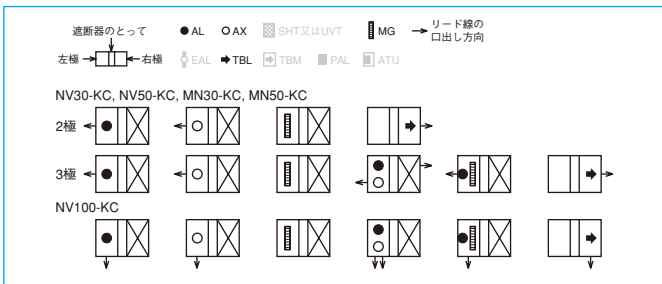 遮断器のとって
AL AX SHT又はUVT MG リード線の口出し方向
左極 右極 EAL TBL TBM PAL ATU
NV30-KC, NV50-KC, MN30-KC, MN50-KC
2極
3極
NV100-KC